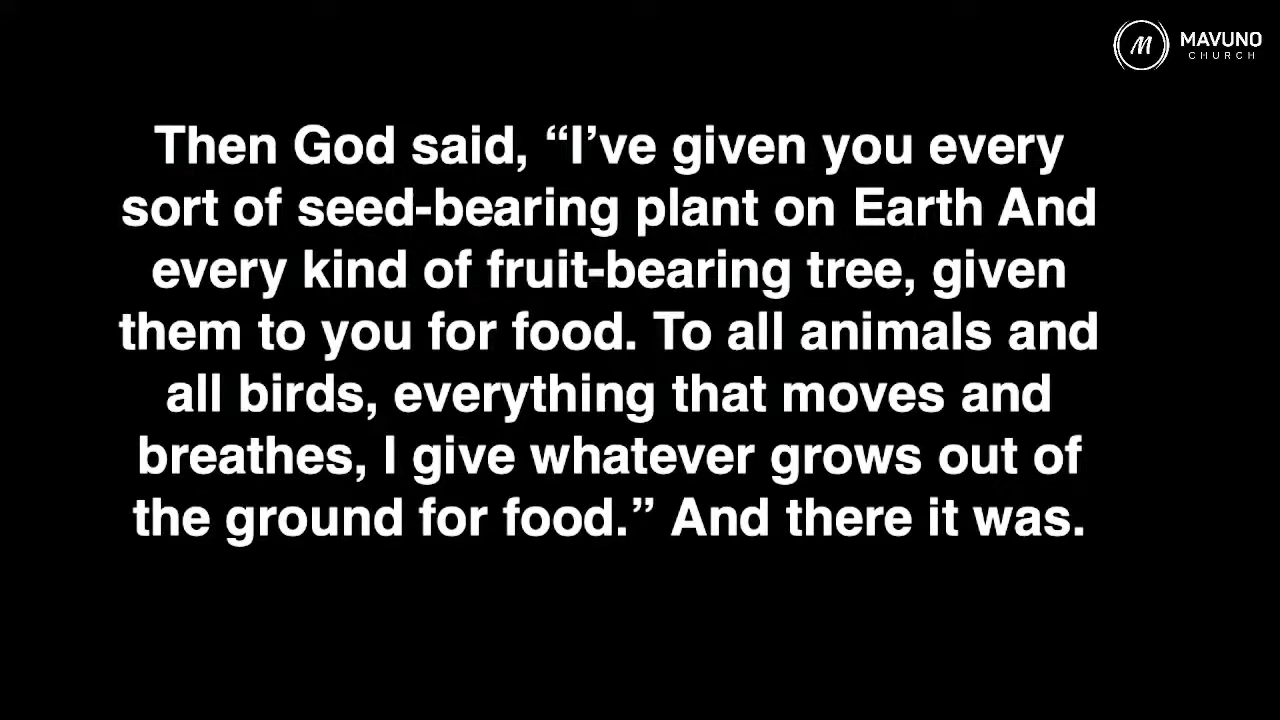 M MAVUNO
CHURCH
Then God said, “I’ve given you every
sort of seed-bearing plant on Earth And
every kind of fruit-bearing tree, given
them to you for food. To all animals and
all birds, everything that moves and
breathes, I give whatever grows out of
the ground for food.” And there it was.